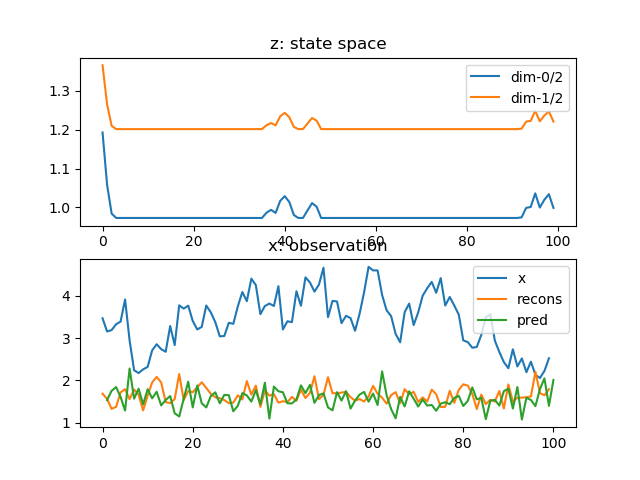 z: state space
dim-0/2
dim-1/2
1.3
1.2
1.1
1.0
0 20 40 60 80 100
x: observation
x
recons
pred
4
3
2
1
0 20 40 60 80 100